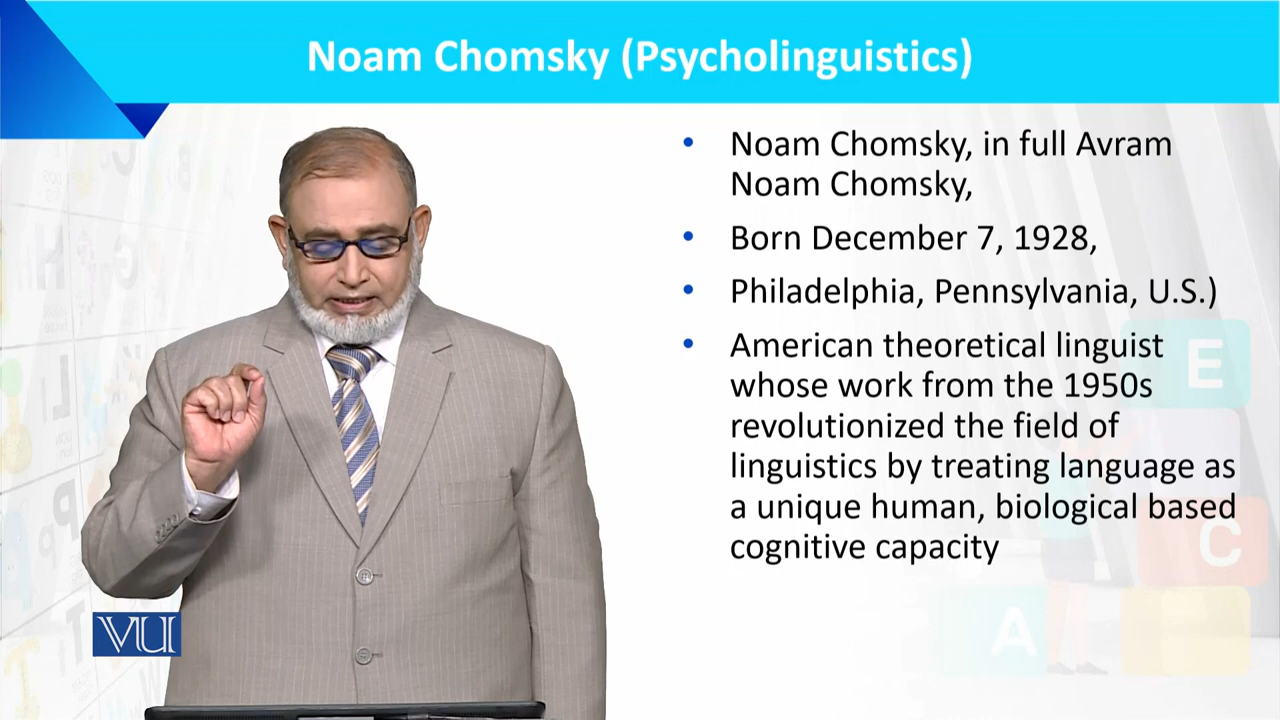 Noam Chomsky (Psycholinguistics)
• Noam Chomsky, in full Avram
Noam Chomsky,
• Born December 7, 1928,
• Philadelphia, Pennsylvania, U.S.)
• American theoretical linguist
whose work from the 1950s
revolutionized the field of
linguistics by treating language as
a unique human, biological based
cognitive capacity
E
C
A
VU